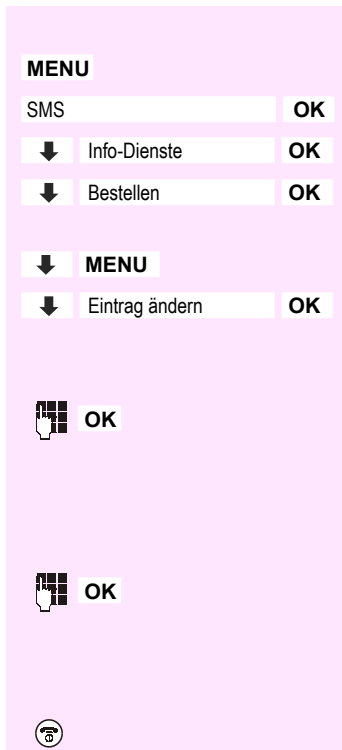 MENU
SMS OK
Info-Dienste OK
Bestellen OK
MENU
Eintrag ändern OK
OK
OK